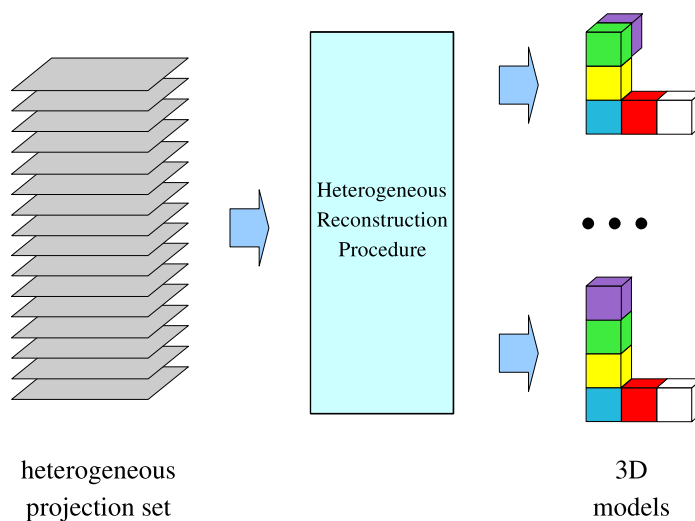 Heterogeneous
Reconstruction
Procedure
heterogeneous
projection set
3D
models